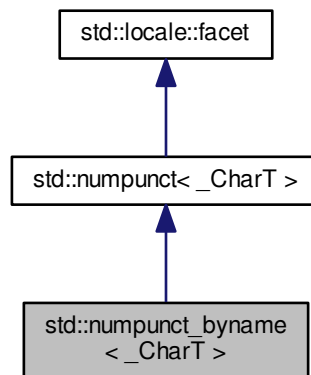 std::locale::facet
std::numpunct< _CharT >
std::numpunct_byname
< _CharT >